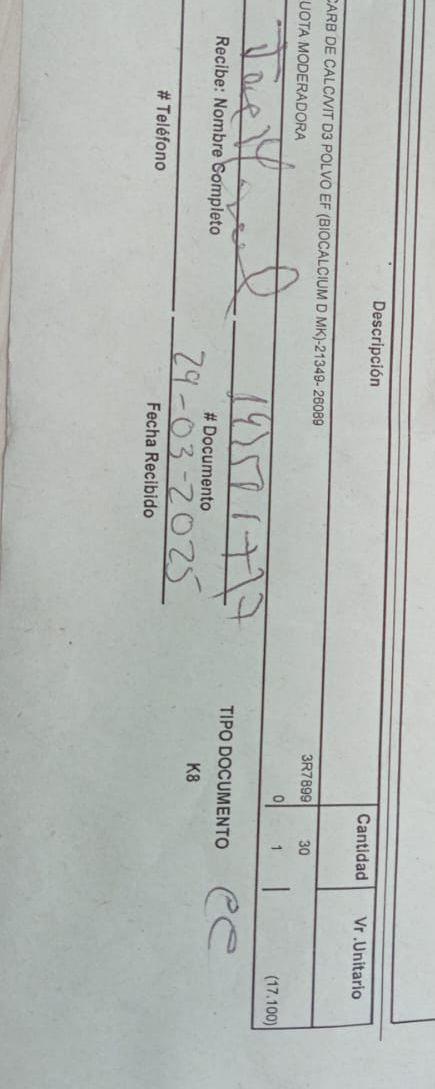 Descripción Cantidad Vr .Unitario
CARB DE CALC/VIT D3 POLVO EF (BIOCALCIUM D MK)-21349- 26089 3R7899 30
UOTA MODERADORA 0 1 (17.100)
TIPO DOCUMENTO CC
Recibe: Nombre Completo # Documento K8
29-03-2025
# Teléfono Fecha Recibido